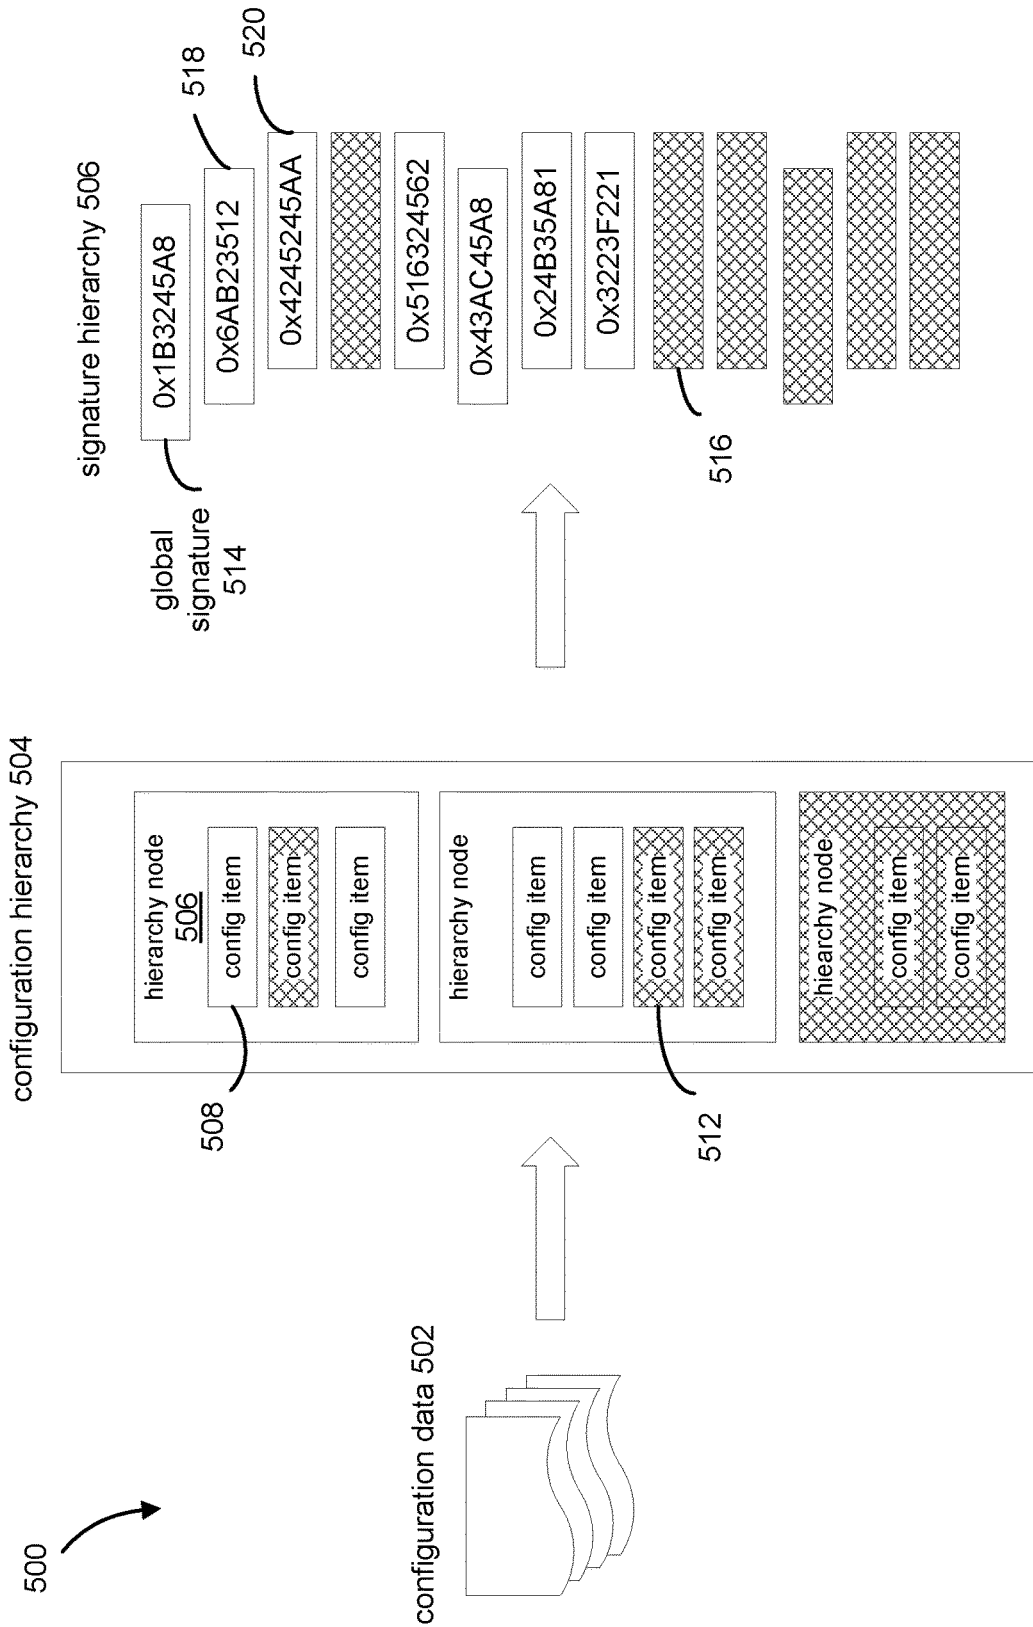 500
configuration data 502
configuration hierarchy 504
hierarchy node
506
config item
config item
config item
508
hierarchy node
config item
config item
config item
config item
512
hiearchy node
config item
config item
signature hierarchy 506
global
signature
514
0x1B3245A8
0x6AB23512
518
0x4245245AA
520
0x516324562
0x43AC45A8
0x24B35A81
0x3223F221
516